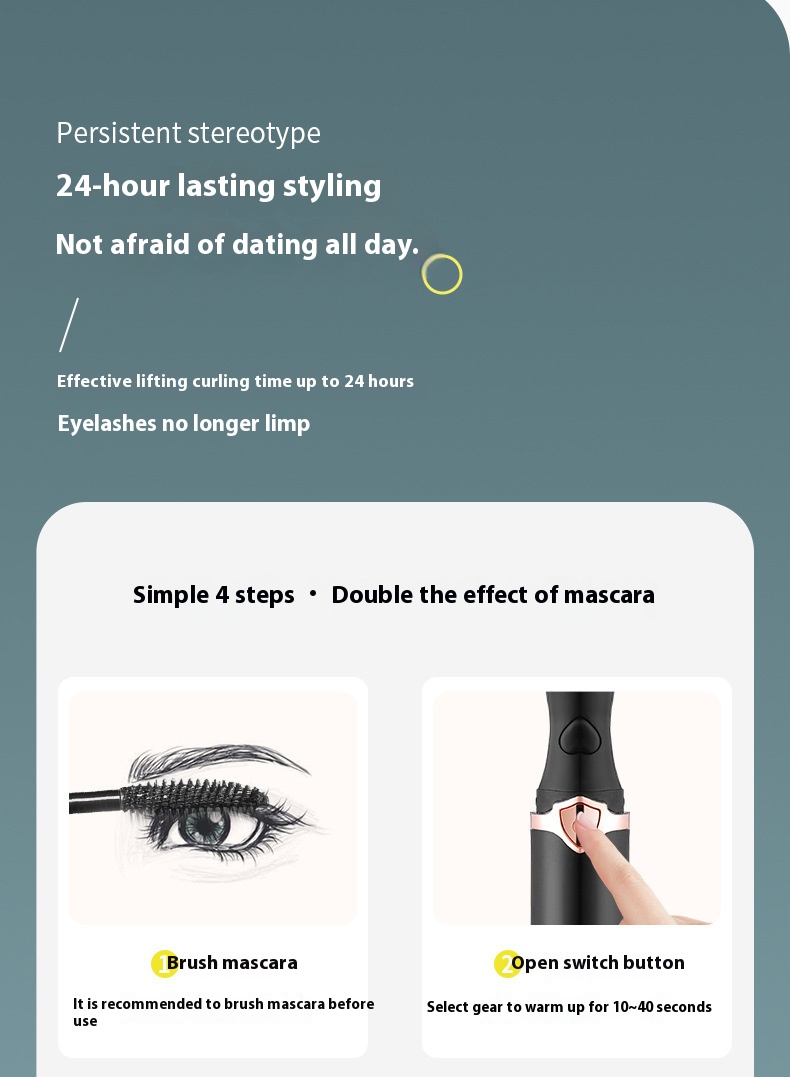 Persistent stereotype
24-hour lasting styling
Not afraid of dating all day.
Effective lifting curling time up to 24 hours
Eyelashes no longer limp
Simple 4 steps • Double the effect of mascara
1 Brush mascara
It is recommended to brush mascara before
use
2 Open switch button
Select gear to warm up for 10~40 seconds